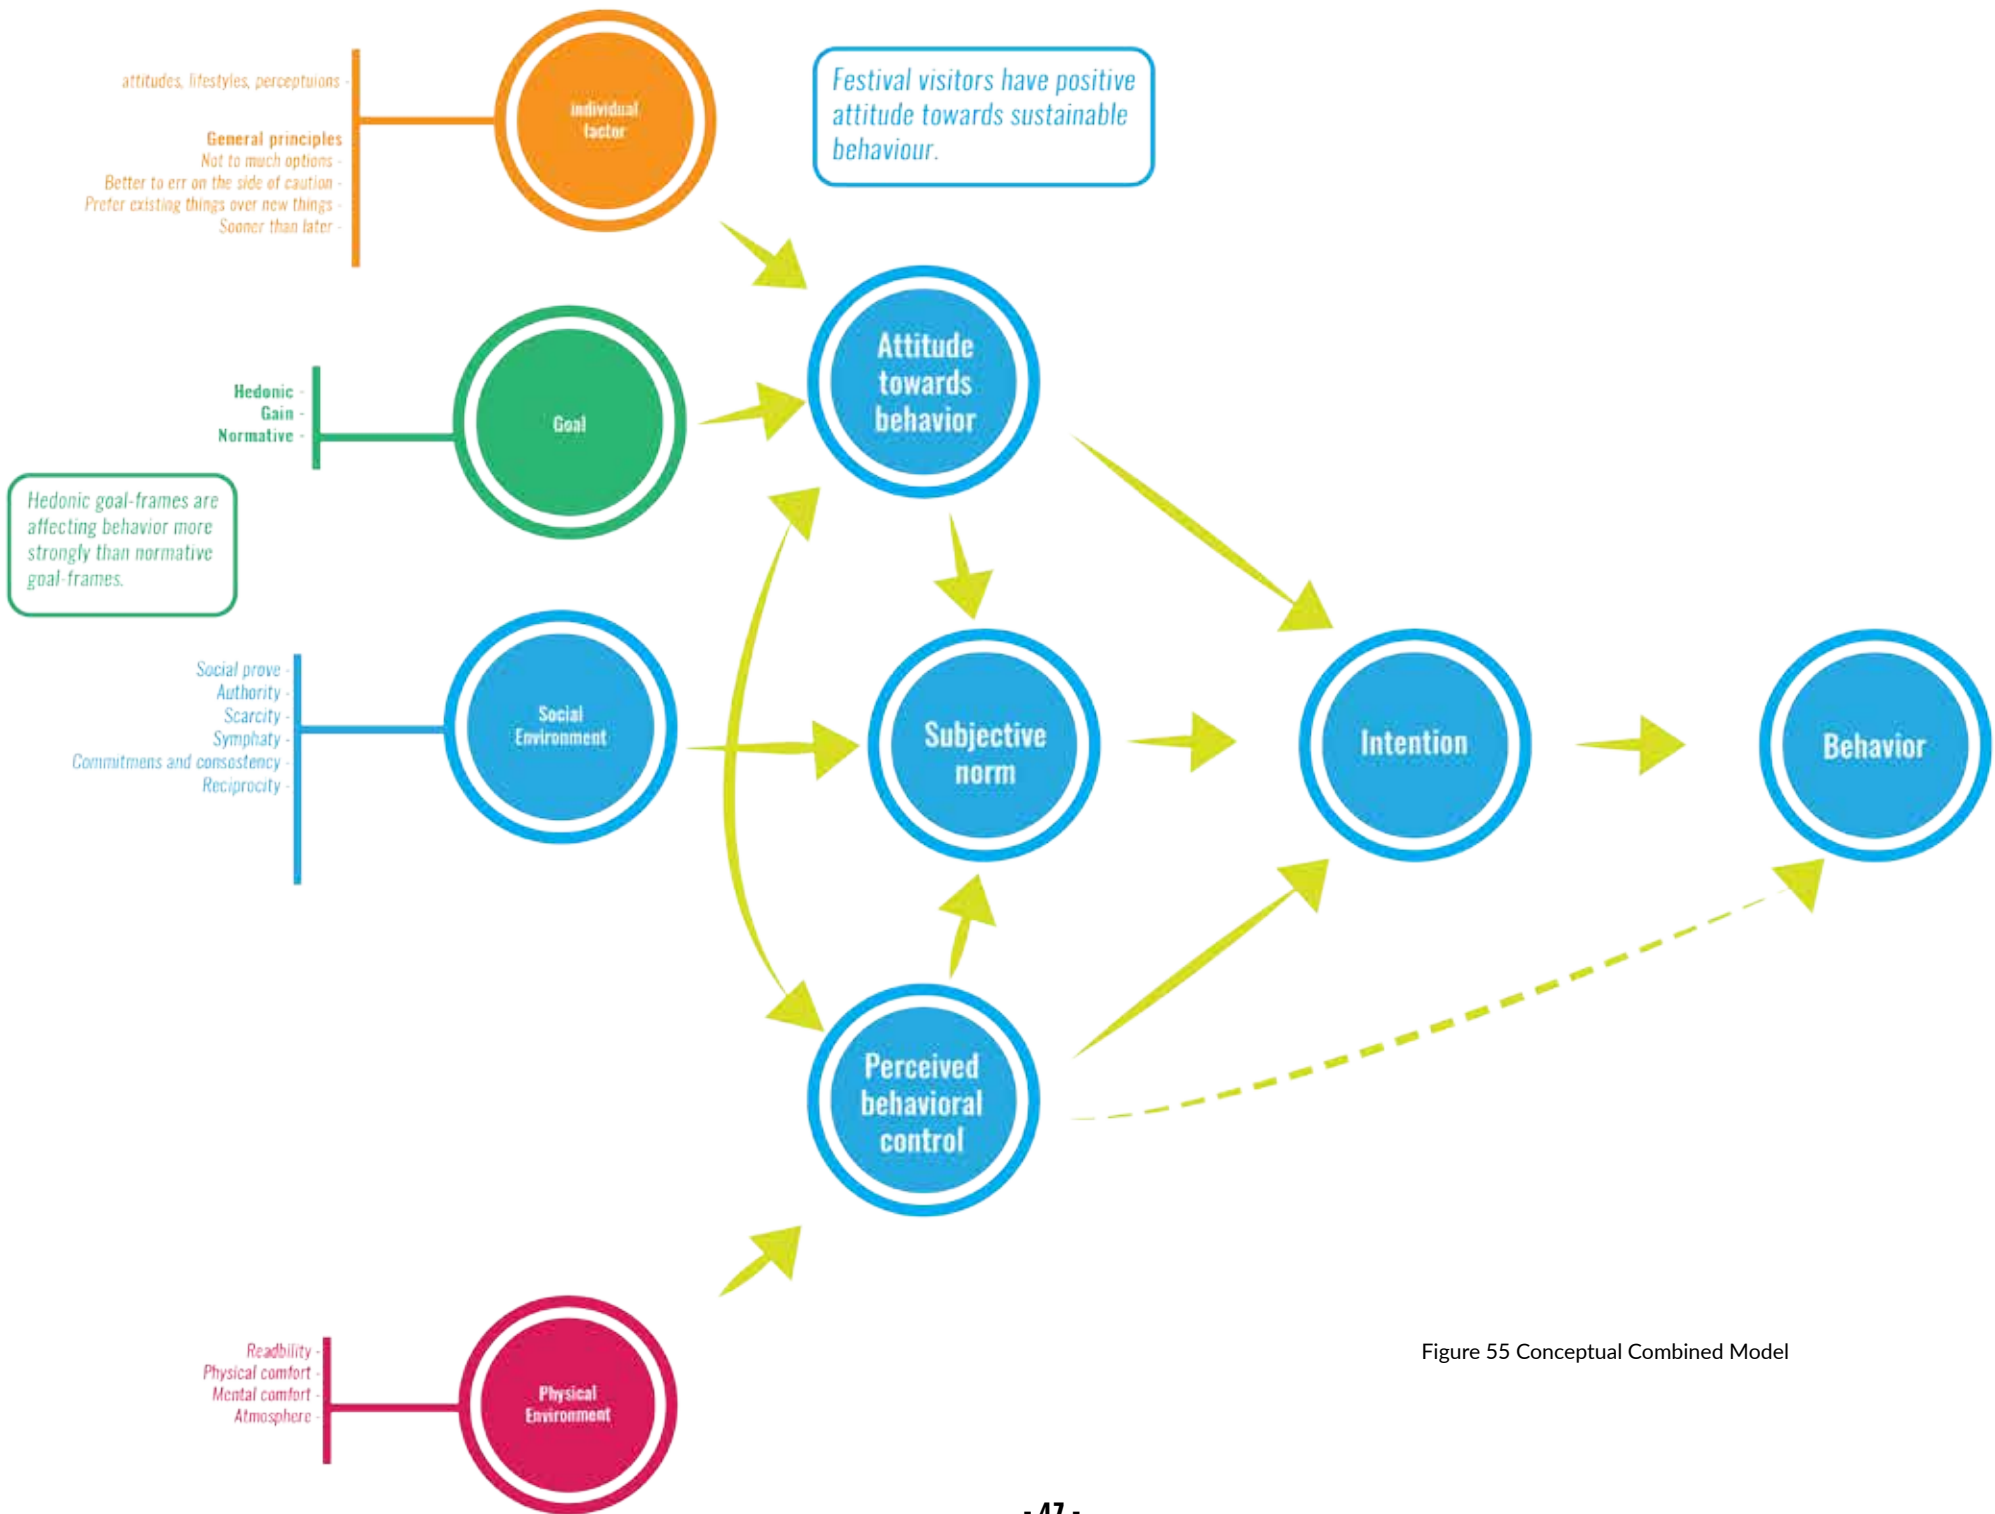 attitudes, lifestyles, perceptuions -
General principles
Not to much options -
Better to err on the side of caution -
Prefer existing things over new things -
Sooner than later -
individual
factor
Festival visitors have positive
attitude towards sustainable
behaviour.
Hedonic -
Gain -
Normative -
Goal
Attitude
towards
behavior
Hedonic goal-frames are
affecting behavior more
strongly than normative
goal-frames.
Social prove -
Authority -
Scarcity -
Symphaty -
Commitmens and consostency -
Reciprocity -
Social
Environment
Subjective
norm
Intention
Behavior
Perceived
behavioral
control
Readbility -
Physical comfort -
Mental comfort -
Atmosphere -
Physical
Environment
Figure 55 Conceptual Combined Model
- 47 -